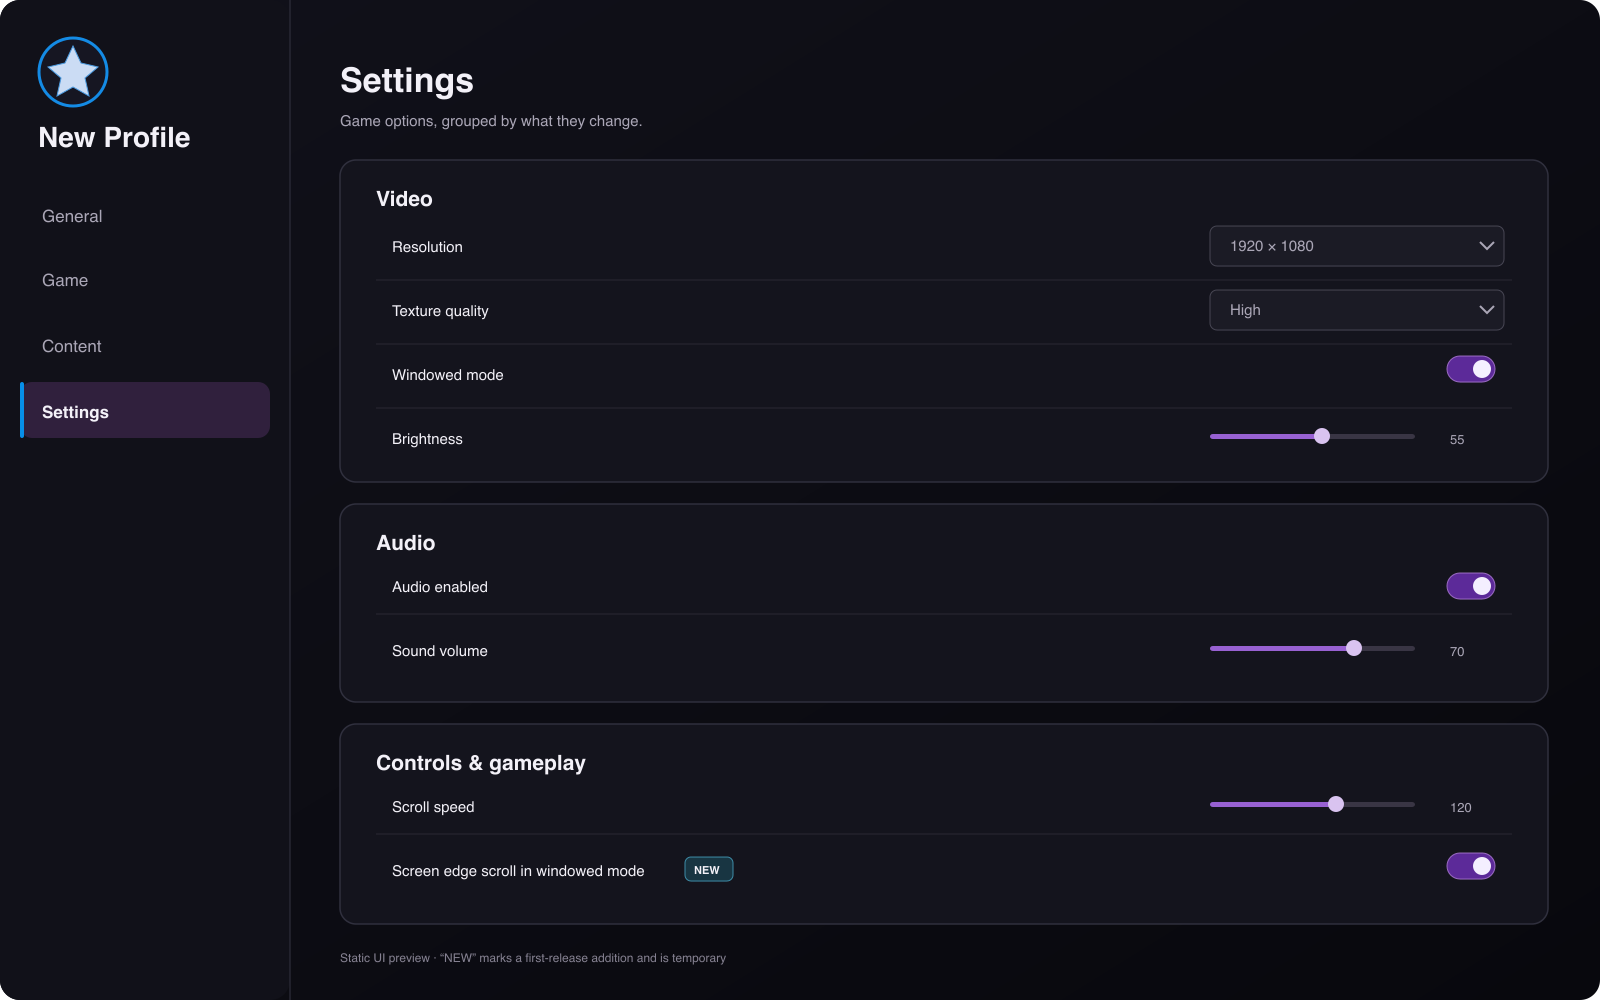 New Profile
General
Game
Content
Settings
Settings
Game options, grouped by what they change.
Video
Resolution
1920 × 1080
Texture quality
High
Windowed mode
Brightness
55
Audio
Audio enabled
Sound volume
70
Controls & gameplay
Scroll speed
120
Screen edge scroll in windowed mode
NEW
Static UI preview · “NEW” marks a first-release addition and is temporary